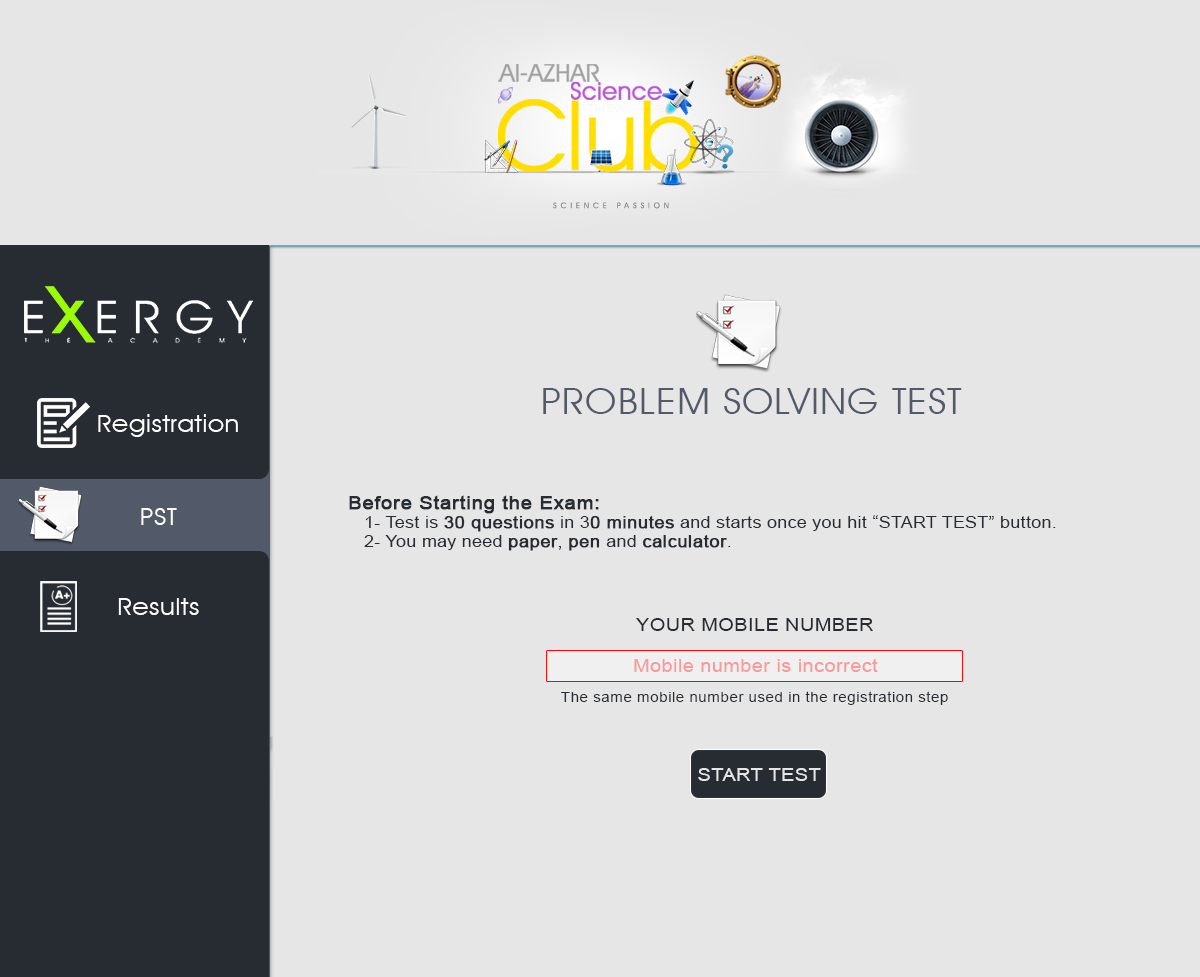 Al-AZHAR
Science
Club
SCIENCE PASSION
EXERGY
THE ACADEMY
Registration
PST
A+
Results
PROBLEM SOLVING TEST
Before Starting the Exam:
1- Test is 30 questions in 30 minutes and starts once you hit “START TEST” button.
2- You may need paper, pen and calculator.
YOUR MOBILE NUMBER
Mobile number is incorrect
The same mobile number used in the registration step
START TEST